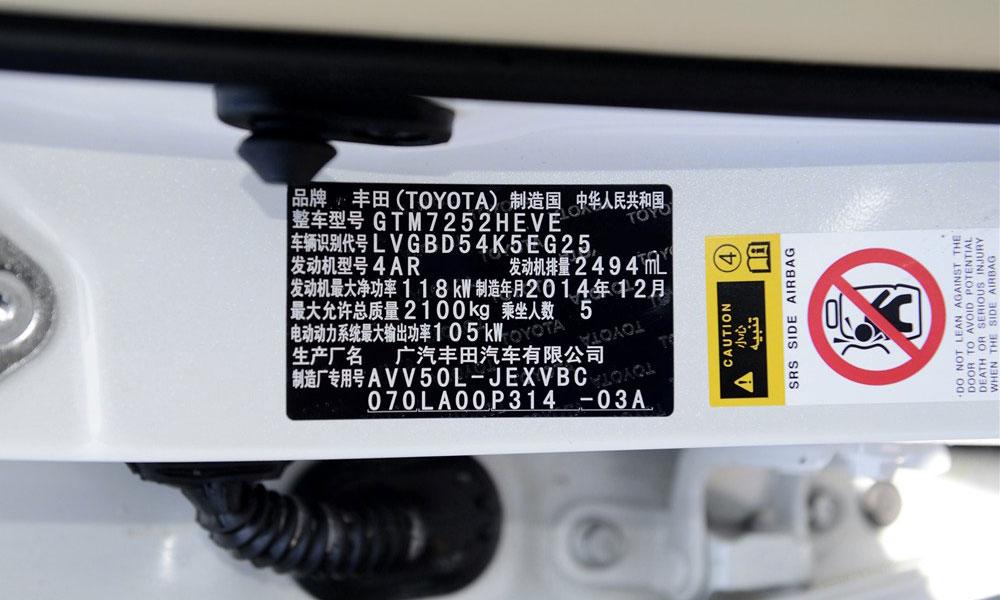 品牌 丰田(TOYOTA) 制造国 中华人民共和国
整车型号 GTM7252HEVE
车辆识别代号 LVGBD54K5EG25
发动机型号 4AR 发动机排量 2494 mL
发动机最大净功率 118kW 制造年月 2014年12月
最大允许总质量 2100kg 乘坐人数 5
电动动力系统最大输出功率 105kW
生产厂名 广汽丰田汽车有限公司
制造厂专用号 AVV50L-JEXVBC
070LA00P314 -03A
4
CAUTION
小心
تنبيه
SRS SIDE AIRBAG
·DO NOT LEAN AGAINST THE
DOOR TO AVOID POTENTIAL
DEATH OR SERIOUS INJURY
WHEN THE SIDE AIRBAG